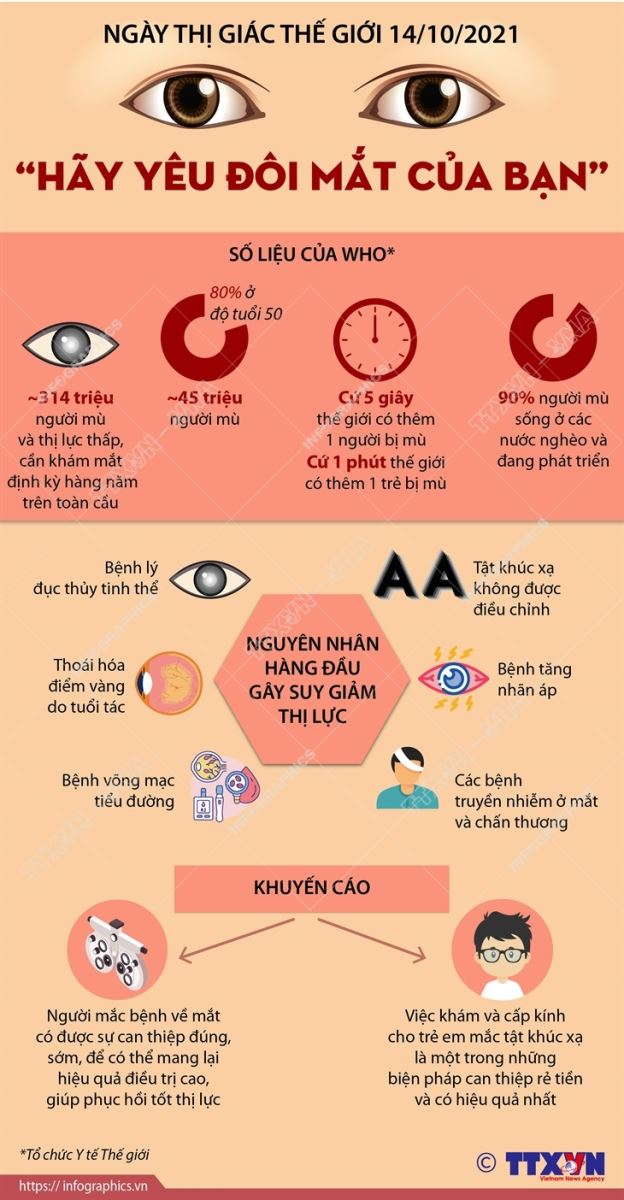 NGÀY THỊ GIÁC THẾ GIỚI 14/10/2021
“HÃY YÊU ĐÔI MẮT CỦA BẠN”
SỐ LIỆU CỦA WHO*
~314 triệu
người mù
và thị lực thấp,
cần khám mắt
định kỳ hàng năm
trên toàn cầu
80% ở
độ tuổi 50
~45 triệu
người mù
Cứ 5 giây
thế giới có thêm
1 người bị mù
Cứ 1 phút thế giới
có thêm 1 trẻ bị mù
90% người mù
sống ở các
nước nghèo và
đang phát triển
NGUYÊN NHÂN
HÀNG ĐẦU
GÂY SUY GIẢM
THỊ LỰC
Bệnh lý
đục thủy tinh thể
AA
Tật khúc xạ
không được
điều chỉnh
Thoái hóa
điểm vàng
do tuổi tác
Bệnh tăng
nhãn áp
Bệnh võng mạc
tiểu đường
Các bệnh
truyền nhiễm ở mắt
và chấn thương
KHUYẾN CÁO
Người mắc bệnh về mắt
có được sự can thiệp đúng,
sớm, để có thể mang lại
hiệu quả điều trị cao,
giúp phục hồi tốt thị lực
Việc khám và cấp kính
cho trẻ em mắc tật khúc xạ
là một trong những
biện pháp can thiệp rẻ tiền
và có hiệu quả nhất
*Tổ chức Y tế Thế giới
© TTXVN
Vietnam News Agency
https://infographics.vn